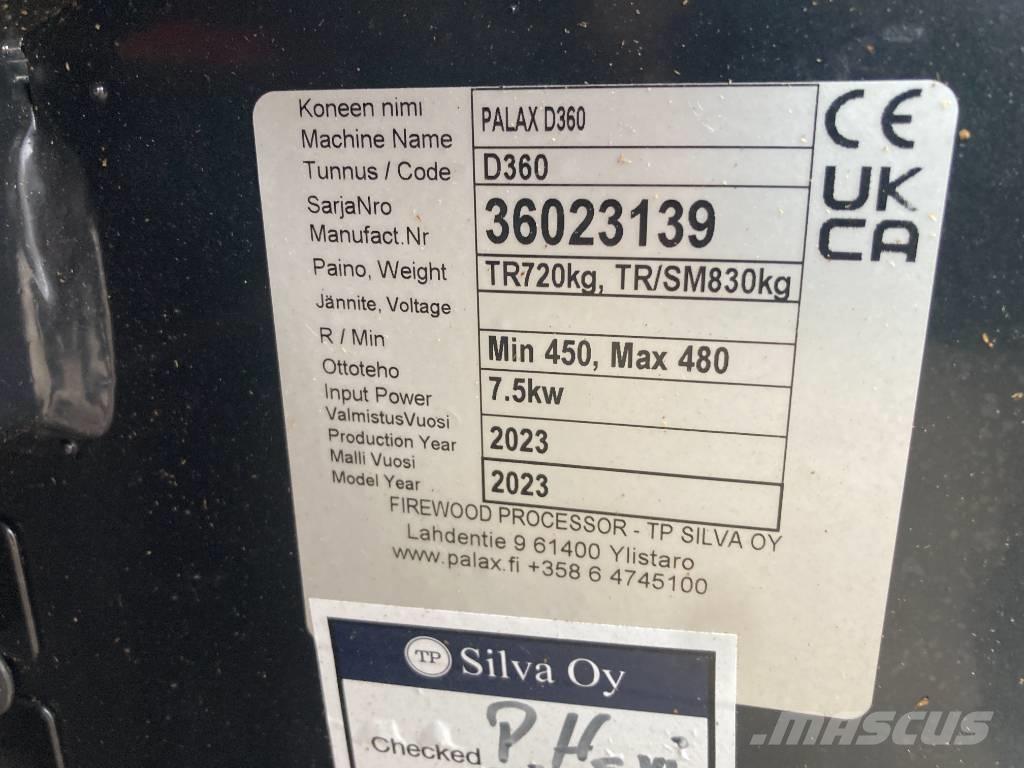 Koneen nimi
Machine Name PALAX D360
Tunnus / Code D360
SarjaNro
Manufact.Nr 36023139
Paino, Weight TR720kg, TR/SM830kg
Jännite, Voltage
R / Min Min 450, Max 480
Ottoteho
Input Power 7.5kw
ValmistusVuosi
Production Year 2023
Malli Vuosi
Model Year 2023
FIREWOOD PROCESSOR - TP SILVA OY
Lahdentie 9 61400 Ylistaro
www.palax.fi +358 6 4745100
CE
UK
CA
TP Silva Oy
Checked P.H
MASCUS